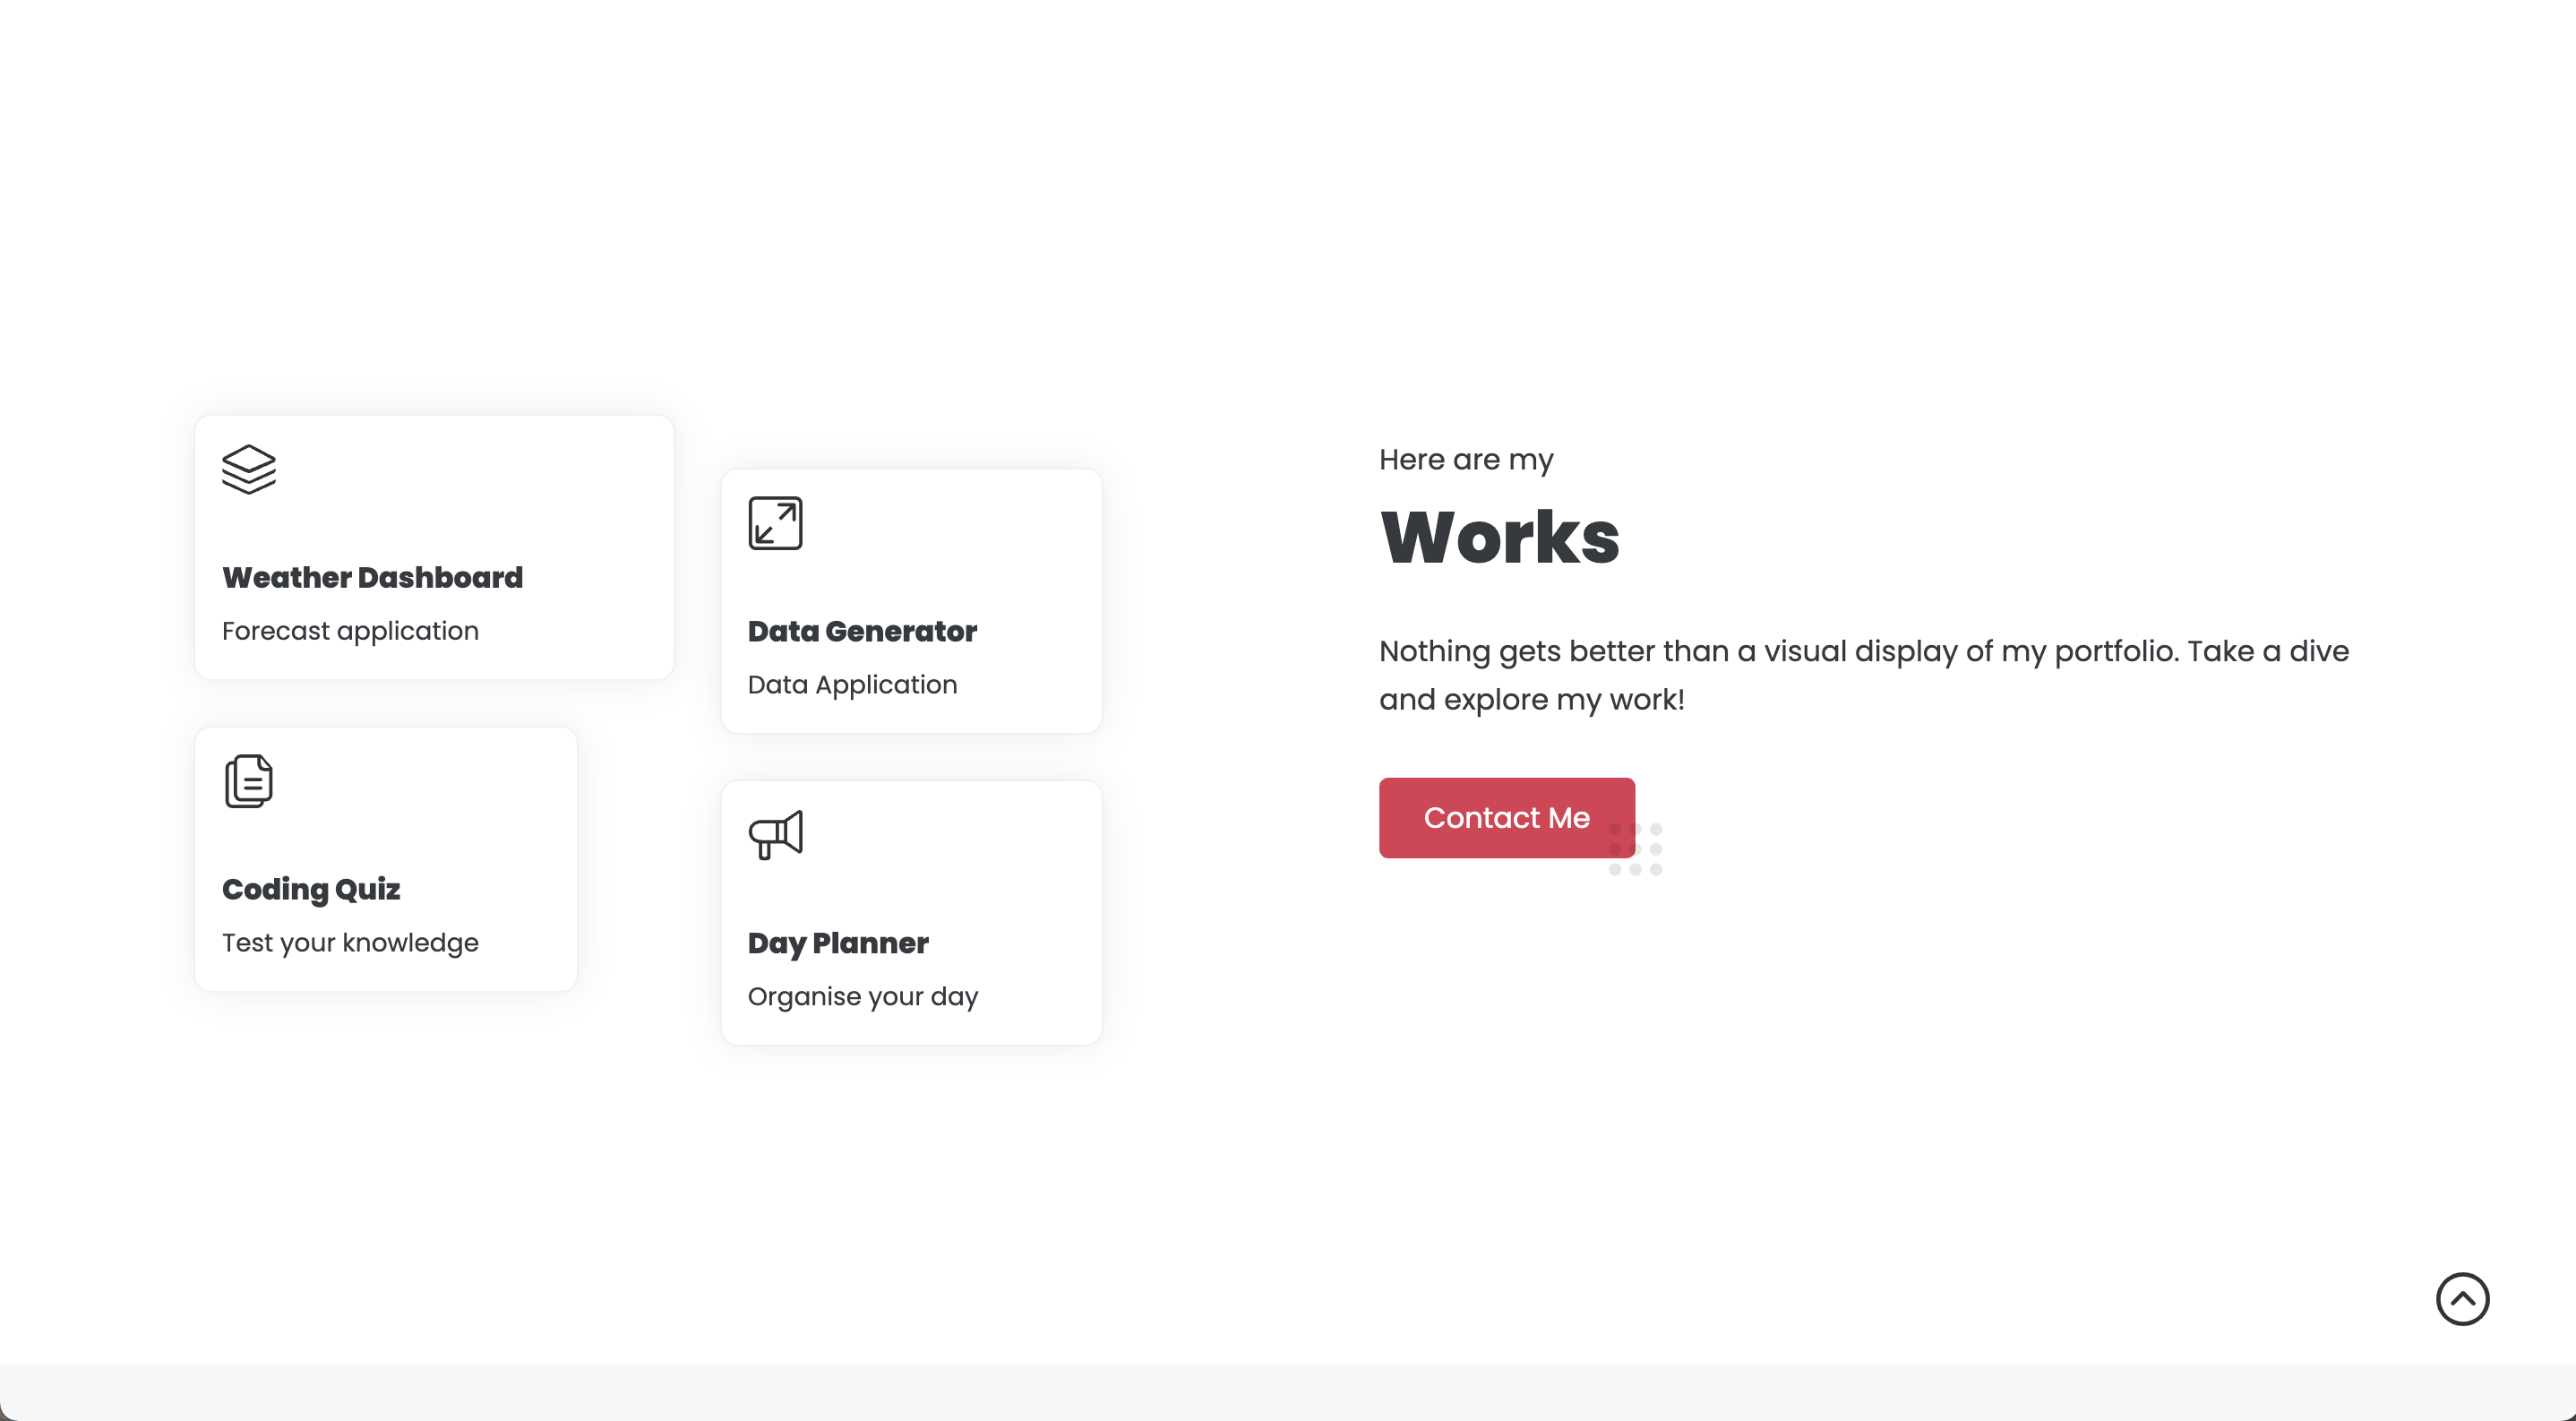 Weather Dashboard
Forecast application
Data Generator
Data Application
Coding Quiz
Test your knowledge
Day Planner
Organise your day
Here are my
Works
Nothing gets better than a visual display of my portfolio. Take a dive
and explore my work!
Contact Me